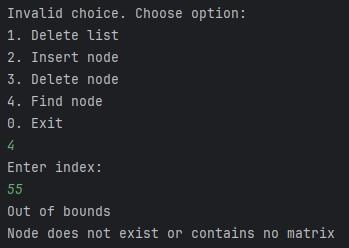 Invalid choice. Choose option:
1. Delete list
2. Insert node
3. Delete node
4. Find node
0. Exit
4
Enter index:
55
Out of bounds
Node does not exist or contains no matrix